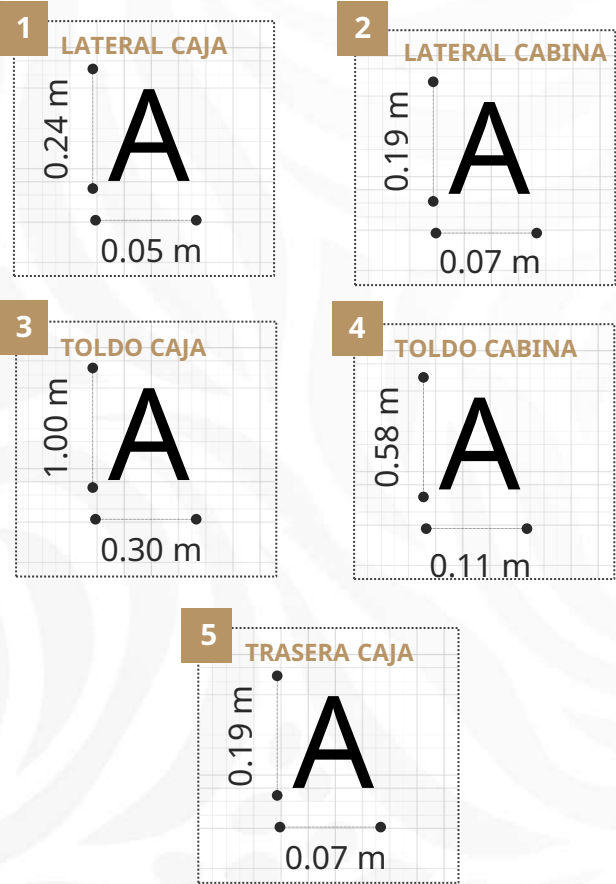 1
LATERAL CAJA
0.24 m
A
0.05 m
2
LATERAL CABINA
0.19 m
A
0.07 m
3
TOLDO CAJA
1.00 m
A
0.30 m
4
TOLDO CABINA
0.58 m
A
0.11 m
5
TRASERA CAJA
0.19 m
A
0.07 m